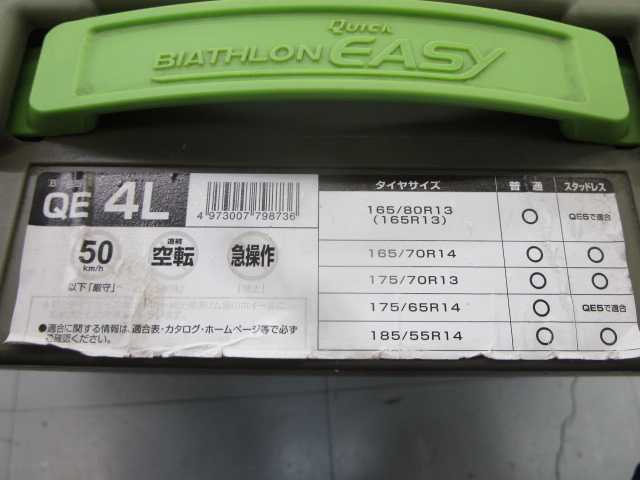 Quick
BIATHLON EASY
QE 4L
4 973007 798736
50 km/h
以下「厳守」
連続
空転
急操作
●適合に関する情報は、適合表・カタログ・ホームページ等で必ず
ご確認ください。
タイヤサイズ 普通 スタッドレス
165/80R13 (165R13) ○ QE5で適合
165/70R14 ○ ○
175/70R13 ○ ○
175/65R14 ○ QE5で適合
185/55R14 ○ ○